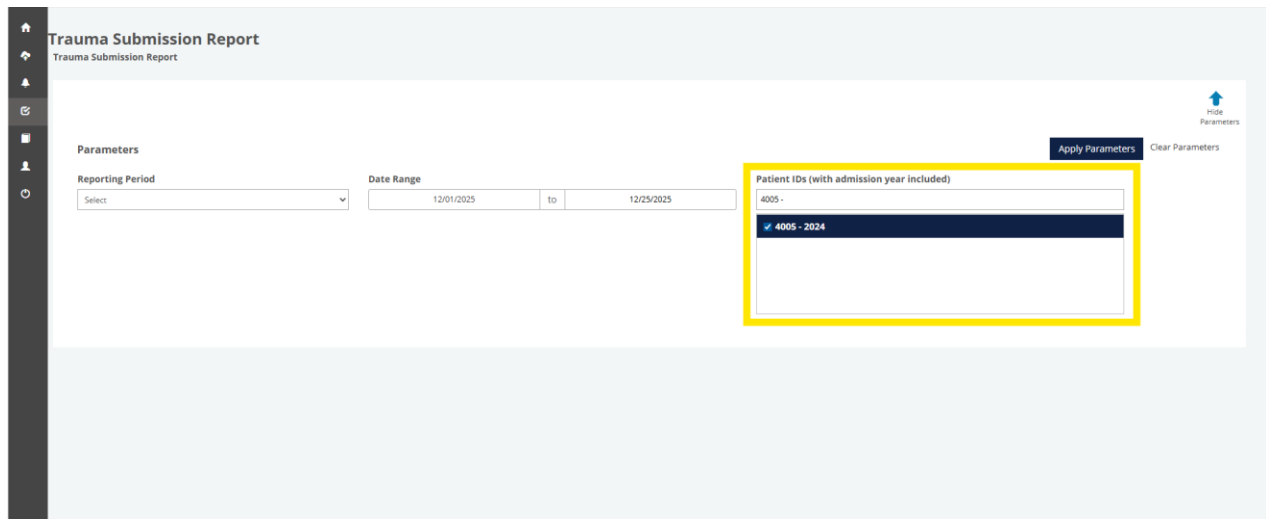 Trauma Submission Report
Trauma Submission Report
Hide
Parameters
Parameters
Apply Parameters
Clear Parameters
Reporting Period
Date Range
Patient IDs (with admission year included)
Select
12/01/2025
to
12/25/2025
4005 -
4005 - 2024